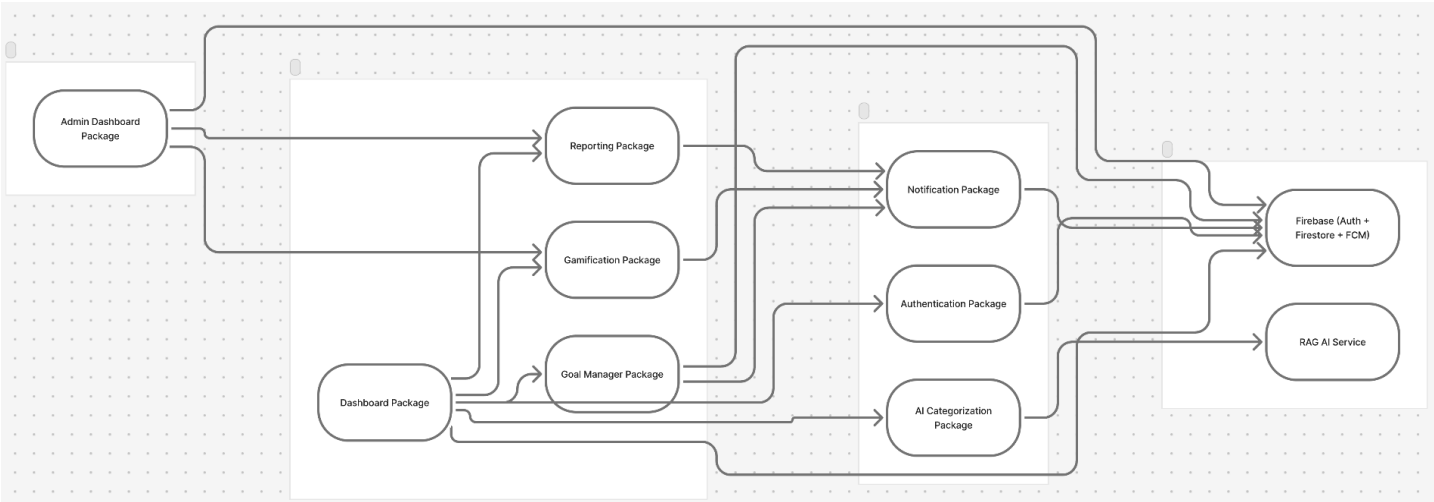 Admin Dashboard
Package
Reporting Package
Gamification Package
Goal Manager Package
Dashboard Package
Notification Package
Authentication Package
AI Categorization
Package
Firebase (Auth +
Firestore + FCM)
RAG AI Service